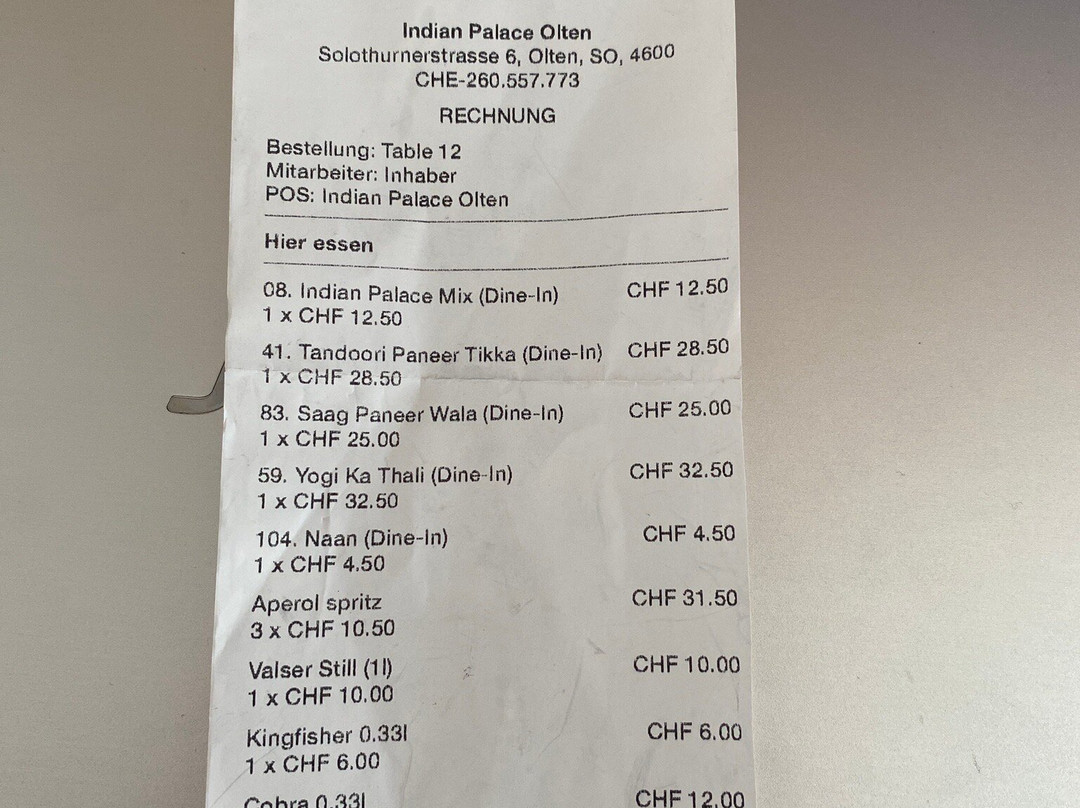 Indian Palace Olten
Solothurnerstrasse 6, Olten, SO, 4600
CHE-260.557.773
RECHNUNG
Bestellung: Table 12
Mitarbeiter: Inhaber
POS: Indian Palace Olten
Hier essen
08. Indian Palace Mix (Dine-In) CHF 12.50
1 x CHF 12.50
41. Tandoori Paneer Tikka (Dine-In) CHF 28.50
1 x CHF 28.50
83. Saag Paneer Wala (Dine-In) CHF 25.00
1 x CHF 25.00
59. Yogi Ka Thali (Dine-In) CHF 32.50
1 x CHF 32.50
104. Naan (Dine-In) CHF 4.50
1 x CHF 4.50
Aperol spritz CHF 31.50
3 x CHF 10.50
Valser Still (1l) CHF 10.00
1 x CHF 10.00
Kingfisher 0.33l CHF 6.00
1 x CHF 6.00
Cobra 0.33l CHF 12.00